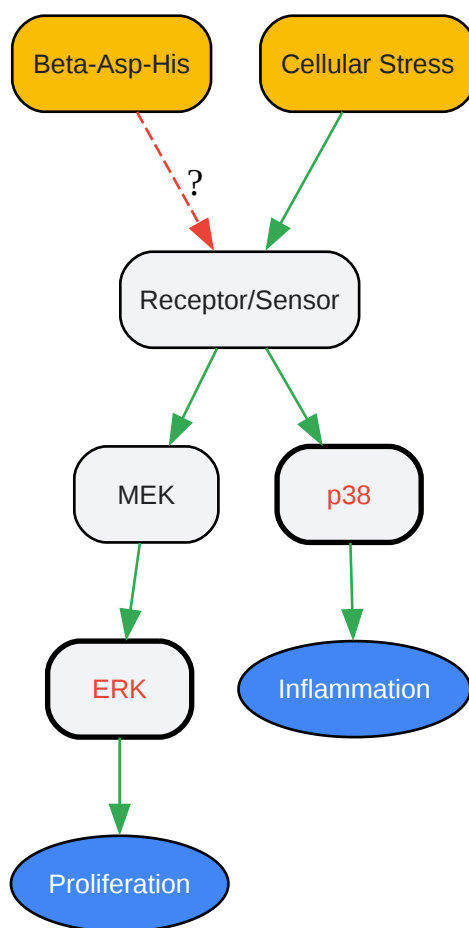 Beta-Asp-His
Cellular Stress
?
Receptor/Sensor
MEK
p38
ERK
Inflammation
Proliferation